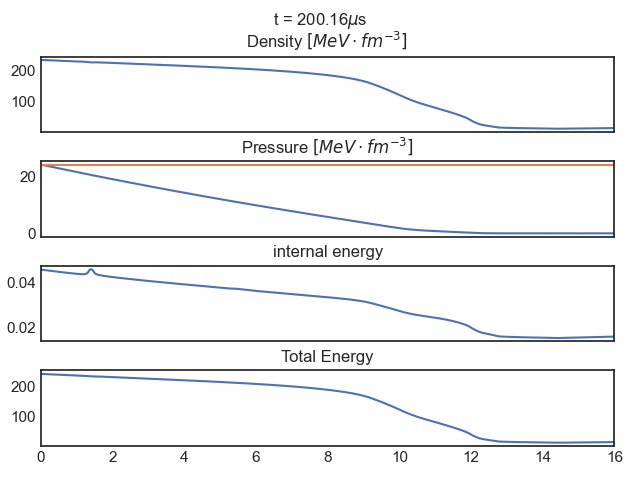 t = 200.16μs
Density [MeV · fm⁻³]
200
100
Pressure [MeV · fm⁻³]
20
0
internal energy
0.04
0.02
Total Energy
200
100
0 2 4 6 8 10 12 14 16